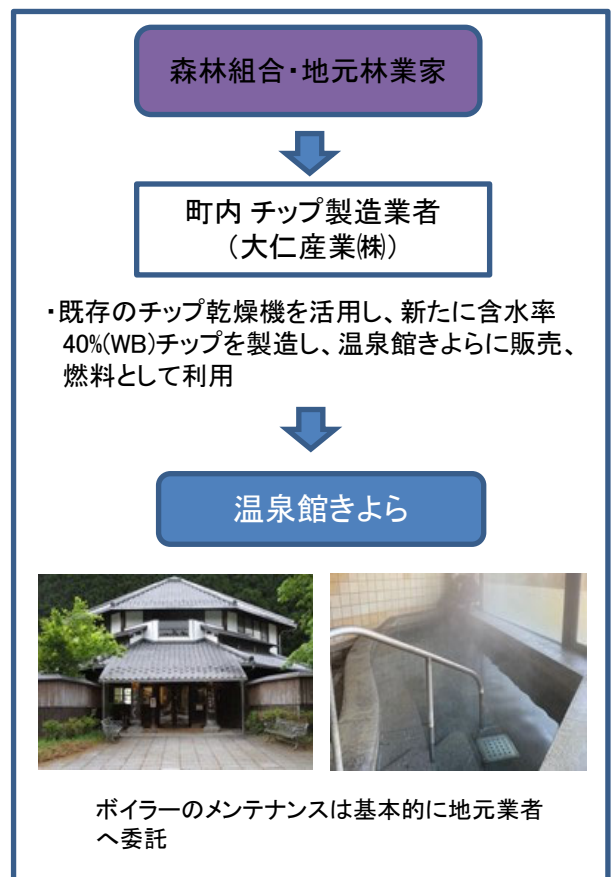 森林組合・地元林業家
町内 チップ製造業者
（大仁産業㈱）
・既存のチップ乾燥機を活用し、新たに含水率
40%(WB)チップを製造し、温泉館きよらに販売、
燃料として利用
温泉館きよら
ボイラーのメンテナンスは基本的に地元業者
へ委託